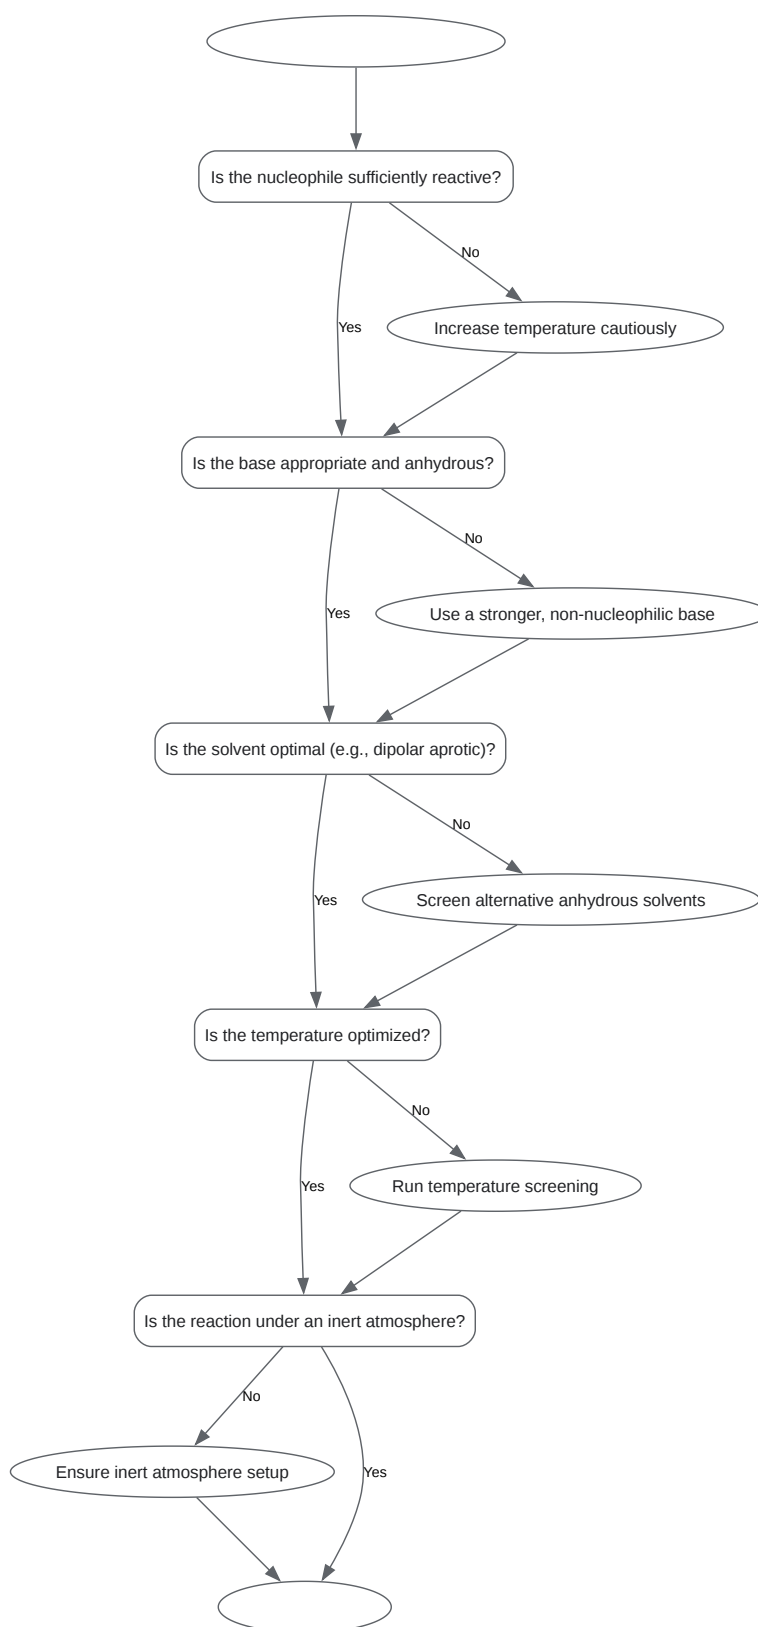 Is the nucleophile sufficiently reactive?
No
Yes
Increase temperature cautiously
Is the base appropriate and anhydrous?
No
Yes
Use a stronger, non-nucleophilic base
Is the solvent optimal (e.g., dipolar aprotic)?
No
Yes
Screen alternative anhydrous solvents
Is the temperature optimized?
No
Yes
Run temperature screening
Is the reaction under an inert atmosphere?
No
Ensure inert atmosphere setup
Yes